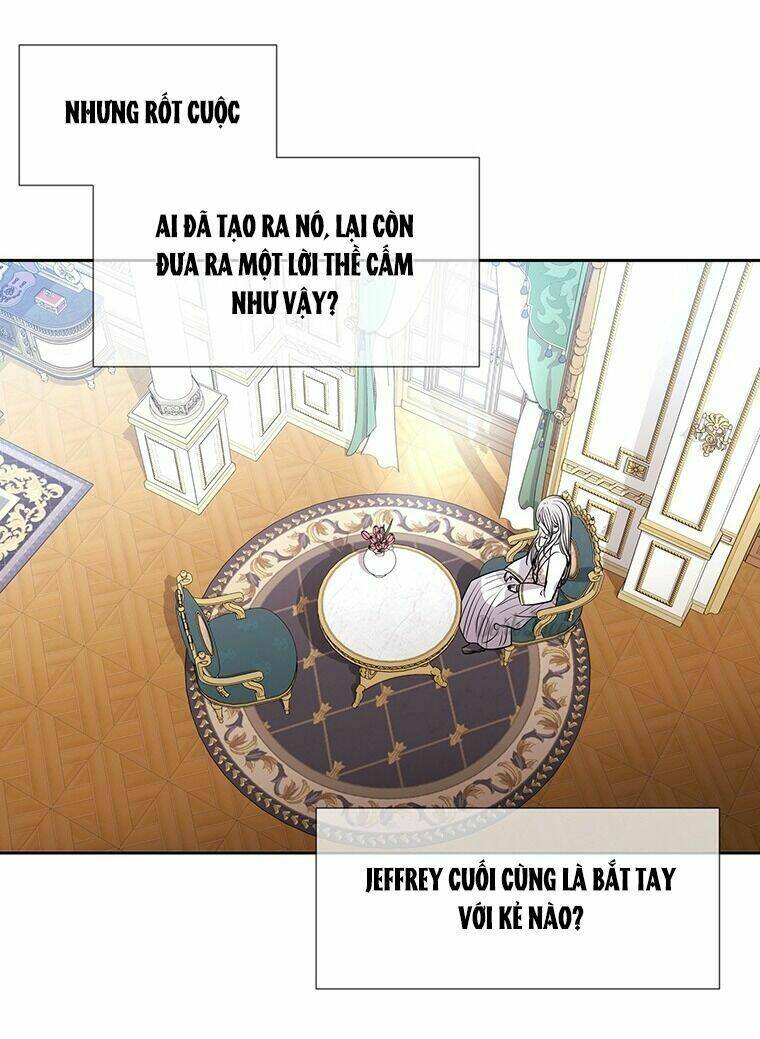 NHƯNG RỐT CUỘC
AI ĐÃ TẠO RA NÓ, LẠI CÒN
ĐƯA RA MỘT LỜI THỀ CẤM
NHƯ VẬY?
JEFFREY CUỐI CÙNG LÀ BẮT TAY
VỚI KẺ NÀO?